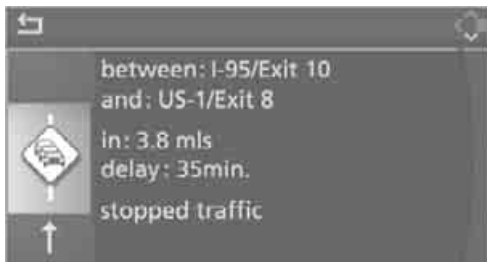 between: I-95/Exit 10
and: US-1/Exit 8
in: 3.8 mls
delay: 35min.
stopped traffic